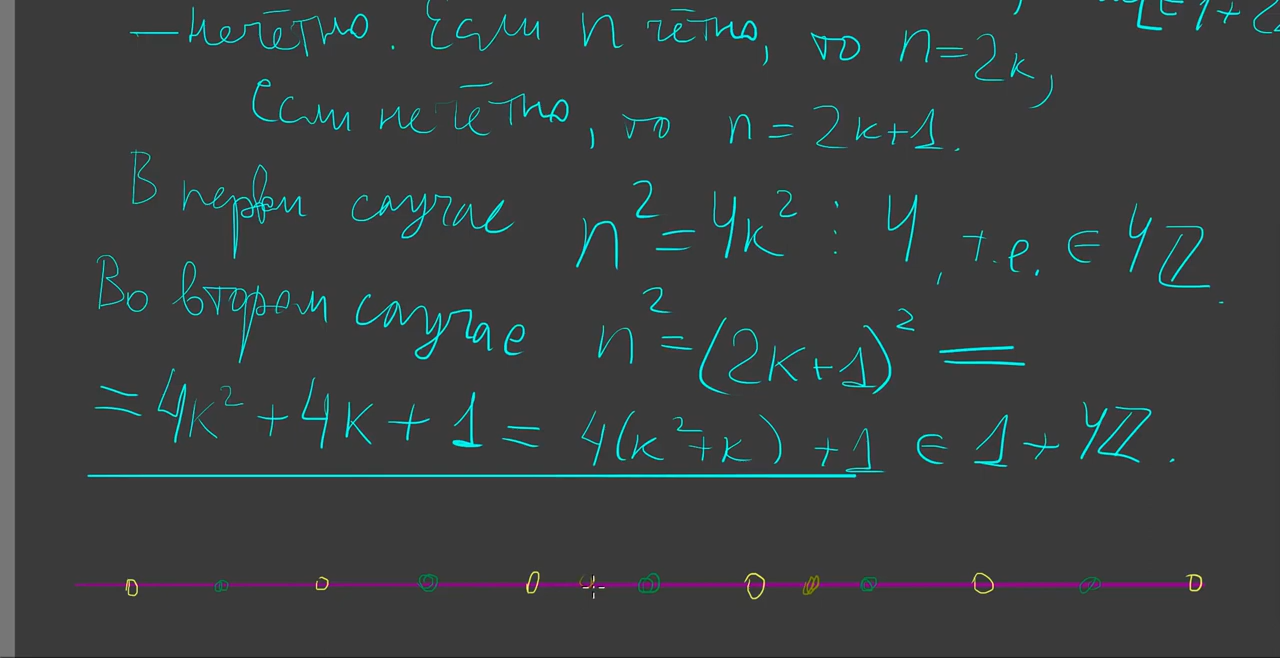 — нечётно. Если n чётно, то n=2k,
Если нечётно, то n=2k+1.
В первом случае n²=4k² ⋮ 4, т.е. ∈ 4ℤ.
Во втором случае n²=(2k+1)² =
=4k²+4k+1= 4(k²+k)+1 ∈ 1+4ℤ.